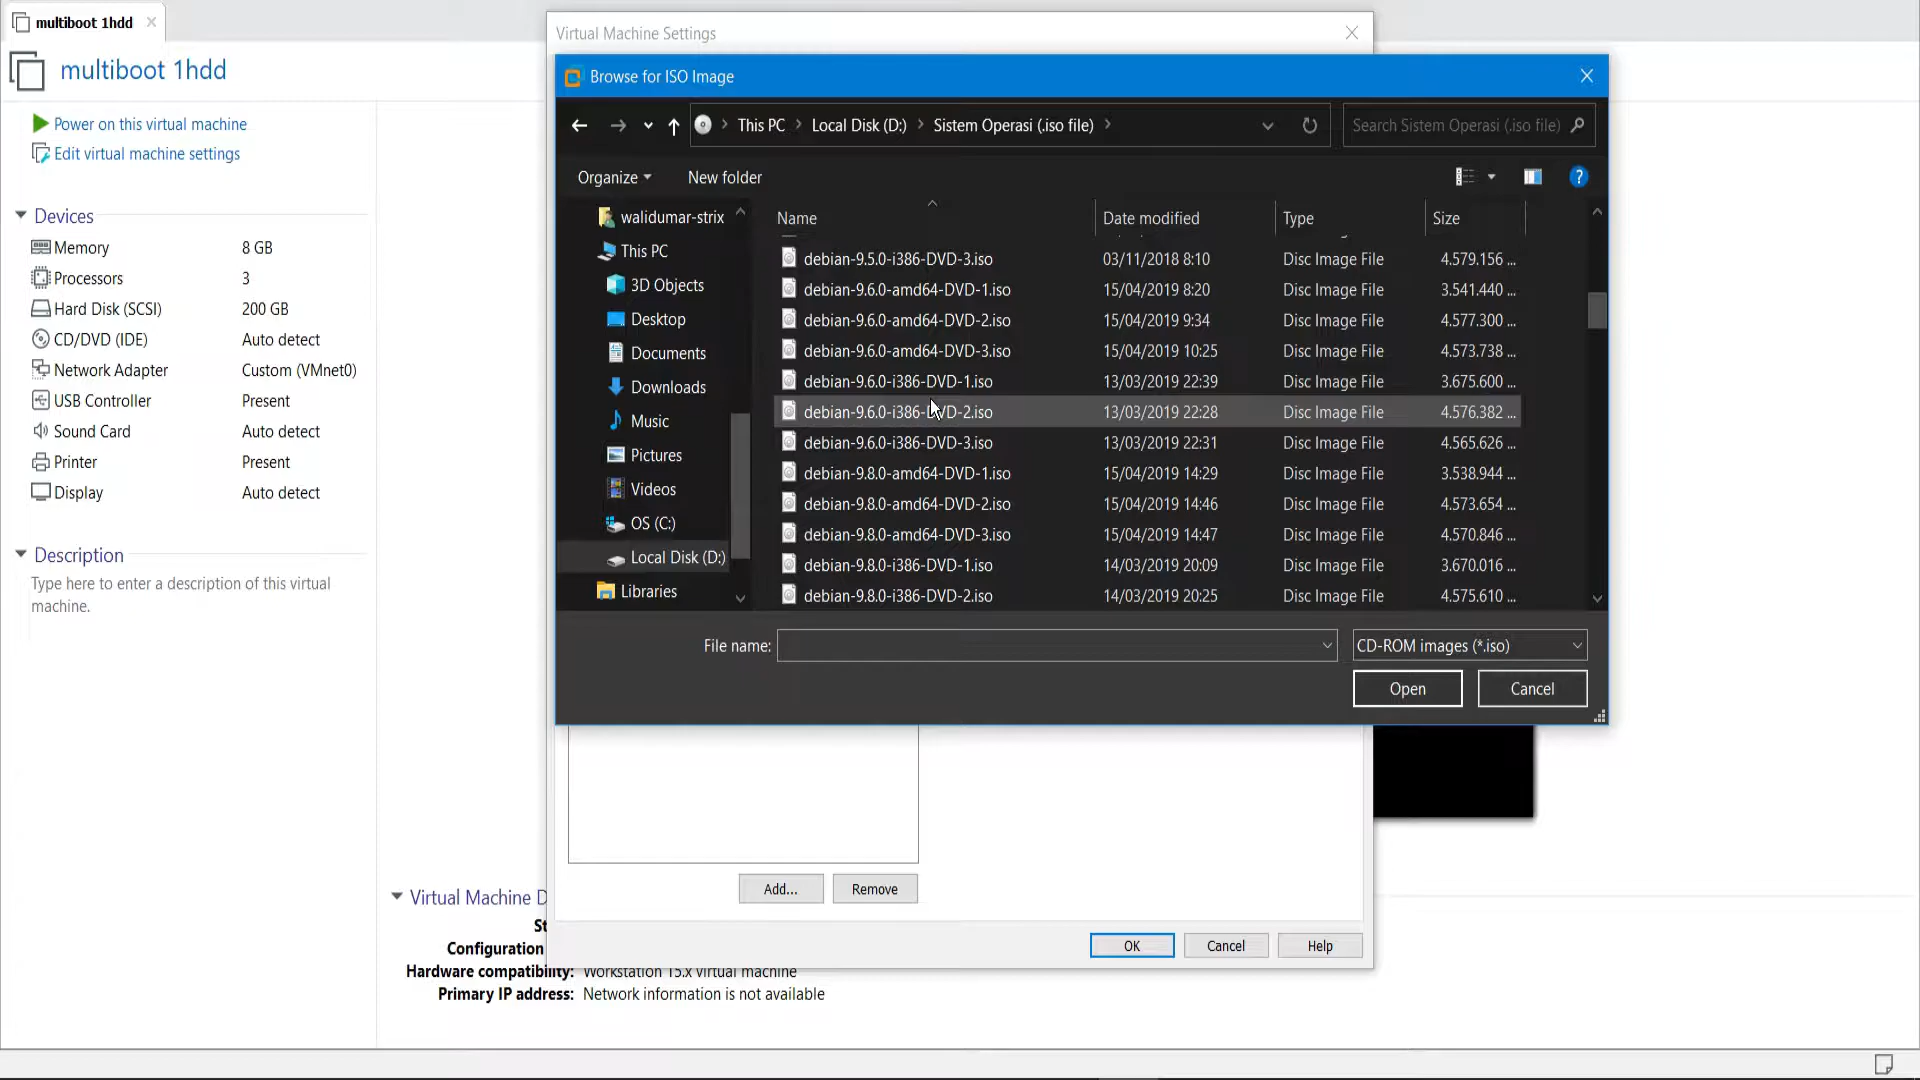 multiboot 1hdd
multiboot 1hdd
Power on this virtual machine
Edit virtual machine settings
Devices
Memory 8 GB
Processors 3
Hard Disk (SCSI) 200 GB
CD/DVD (IDE) Auto detect
Network Adapter Custom (VMnet0)
USB Controller Present
Sound Card Auto detect
Printer Present
Display Auto detect
Description
Type here to enter a description of this virtual
machine.
Virtual Machine Settings
Browse for ISO Image
This PC Local Disk (D:) Sistem Operasi (.iso file)
Search Sistem Operasi (.iso file)
Organize New folder
walidumar-strix
This PC
3D Objects
Desktop
Documents
Downloads
Music
Pictures
Videos
OS (C:)
Local Disk (D:)
Libraries
Name Date modified Type Size
debian-9.5.0-i386-DVD-3.iso 03/11/2018 8:10 Disc Image File 4.579.156 ...
debian-9.6.0-amd64-DVD-1.iso 15/04/2019 8:20 Disc Image File 3.541.440 ...
debian-9.6.0-amd64-DVD-2.iso 15/04/2019 9:34 Disc Image File 4.577.300 ...
debian-9.6.0-amd64-DVD-3.iso 15/04/2019 10:25 Disc Image File 4.573.738 ...
debian-9.6.0-i386-DVD-1.iso 13/03/2019 22:39 Disc Image File 3.675.600 ...
debian-9.6.0-i386-DVD-2.iso 13/03/2019 22:28 Disc Image File 4.576.382 ...
debian-9.6.0-i386-DVD-3.iso 13/03/2019 22:31 Disc Image File 4.565.626 ...
debian-9.8.0-amd64-DVD-1.iso 15/04/2019 14:29 Disc Image File 3.538.944 ...
debian-9.8.0-amd64-DVD-2.iso 15/04/2019 14:46 Disc Image File 4.573.654 ...
debian-9.8.0-amd64-DVD-3.iso 15/04/2019 14:47 Disc Image File 4.570.846 ...
debian-9.8.0-i386-DVD-1.iso 14/03/2019 20:09 Disc Image File 3.670.016 ...
debian-9.8.0-i386-DVD-2.iso 14/03/2019 20:25 Disc Image File 4.575.610 ...
File name:
CD-ROM images (*.iso)
Open Cancel
Add... Remove
OK Cancel Help
Virtual Machine D
St
Configuration
Hardware compatibility: Workstation 15.x virtual machine
Primary IP address: Network information is not available